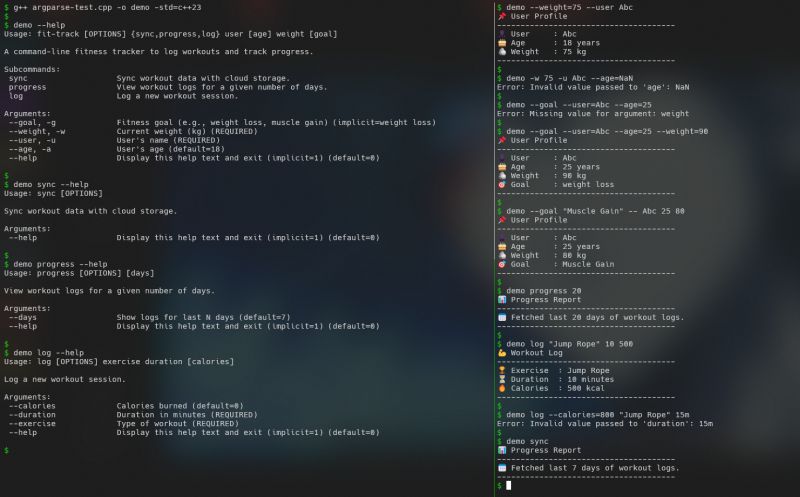 $ g++ argparse-test.cpp -o demo -std=c++23
$
$ demo --help
Usage: fit-track [OPTIONS] {sync,progress,log} user [age] weight [goal]
A command-line fitness tracker to log workouts and track progress.
Subcommands:
sync Sync workout data with cloud storage.
progress View workout logs for a given number of days.
log Log a new workout session.
Arguments:
--goal, -g Fitness goal (e.g., weight loss, muscle gain) (implicit=weight loss)
--weight, -w Current weight (kg) (REQUIRED)
--user, -u User's name (REQUIRED)
--age, -a User's age (default=18)
--help Display this help text and exit (implicit=1) (default=0)
$
$ demo sync --help
Usage: sync [OPTIONS]
Sync workout data with cloud storage.
Arguments:
--help Display this help text and exit (implicit=1) (default=0)
$
$ demo progress --help
Usage: progress [OPTIONS] [days]
View workout logs for a given number of days.
Arguments:
--days Show logs for last N days (default=7)
--help Display this help text and exit (implicit=1) (default=0)
$
$ demo log --help
Usage: log [OPTIONS] exercise duration [calories]
Log a new workout session.
Arguments:
--calories Calories burned (default=0)
--duration Duration in minutes (REQUIRED)
--exercise Type of workout (REQUIRED)
--help Display this help text and exit (implicit=1) (default=0)
$
$ demo --weight=75 --user Abc
📌 User Profile
----------------------------------------
👤 User : Abc
🎂 Age : 18 years
⚖️ Weight : 75 kg
----------------------------------------
$
$ demo -w 75 -u Abc --age=NaN
Error: Invalid value passed to 'age': NaN
$
$ demo --goal --user=Abc --age=25
Error: Missing value for argument: weight
$
$ demo --goal --user=Abc --age=25 --weight=90
📌 User Profile
----------------------------------------
👤 User : Abc
🎂 Age : 25 years
⚖️ Weight : 90 kg
🎯 Goal : weight loss
----------------------------------------
$
$ demo --goal "Muscle Gain" -- Abc 25 80
📌 User Profile
----------------------------------------
👤 User : Abc
🎂 Age : 25 years
⚖️ Weight : 80 kg
🎯 Goal : Muscle Gain
----------------------------------------
$
$ demo progress 20
📊 Progress Report
----------------------------------------
📅 Fetched last 20 days of workout logs.
----------------------------------------
$
$ demo log "Jump Rope" 10 500
💪 Workout Log
----------------------------------------
🏆 Exercise : Jump Rope
⏳ Duration : 10 minutes
🔥 Calories : 500 kcal
----------------------------------------
$
$ demo log --calories=800 "Jump Rope" 15m
Error: Invalid value passed to 'duration': 15m
$
$ demo sync
📊 Progress Report
----------------------------------------
📅 Fetched last 7 days of workout logs.
----------------------------------------
$